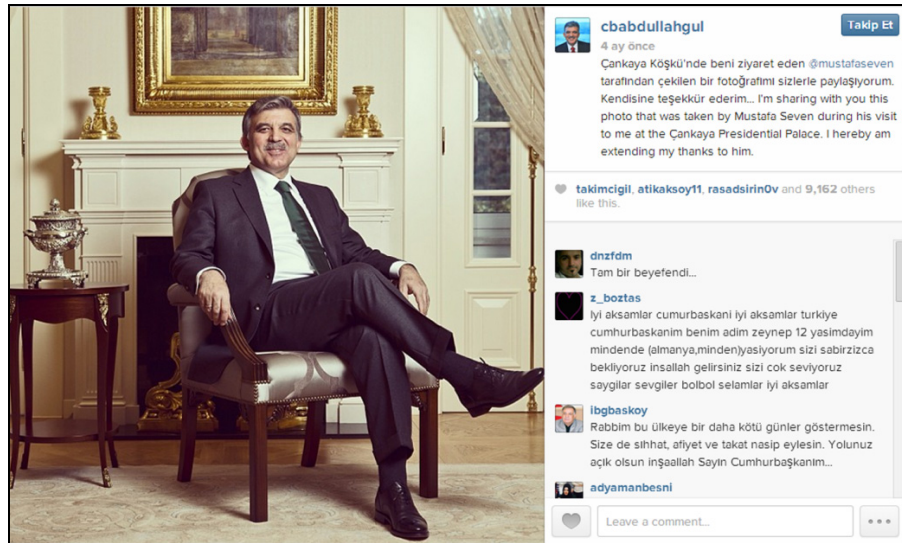 cbabdullahgul
Takip Et
4 ay önce
Çankaya Köşkü'nde beni ziyaret eden @mustafaseven
tarafından çekilen bir fotoğrafımı sizlerle paylaşıyorum.
Kendisine teşekkür ederim... I'm sharing with you this
photo that was taken by Mustafa Seven during his visit
to me at the Çankaya Presidential Palace. I hereby am
extending my thanks to him.
takimcigil, atikaksoy11, rasadsirin0v and 9,162 others
like this.
dnzfdm
Tam bir beyefendi...
z_boztas
Iyi aksamlar cumurbaskani iyi aksamlar turkiye
cumhurbaskanim benim adim zeynep 12 yasimdayim
mindende (almanya,minden)yasiyorum sizi sabirzizca
bekliyoruz insallah gelirsiniz sizi cok seviyoruz
saygilar sevgiler bolbol selamlar iyi aksamlar
ibgbaskoy
Rabbim bu ülkeye bir daha kötü günler göstermesin.
Size de sıhhat, afiyet ve takat nasip eylesin. Yolunuz
açık olsun inşaallah Sayın Cumhurbaşkanım...
adyamanbesni
Leave a comment...